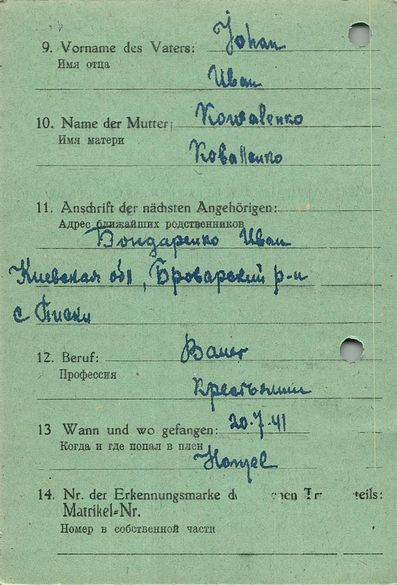 9. Vorname des Vaters: Johan
Имя отца
Иван
10. Name der Mutter: Kowalenko
Имя матери
Коваленко
11. Anschrift der nächsten Angehörigen:
Адрес ближайших родственников
Бондаренко Иван
Киевская обл, Броварский р-н
с Писки
12. Beruf: Bauer
Профессия
Крестьянин
13 Wann und wo gefangen: 20.7.41
Когда и где попал в плен
14. Nr. der Erkennungsmarke d
Matrikel-Nr.
Номер в собственной части